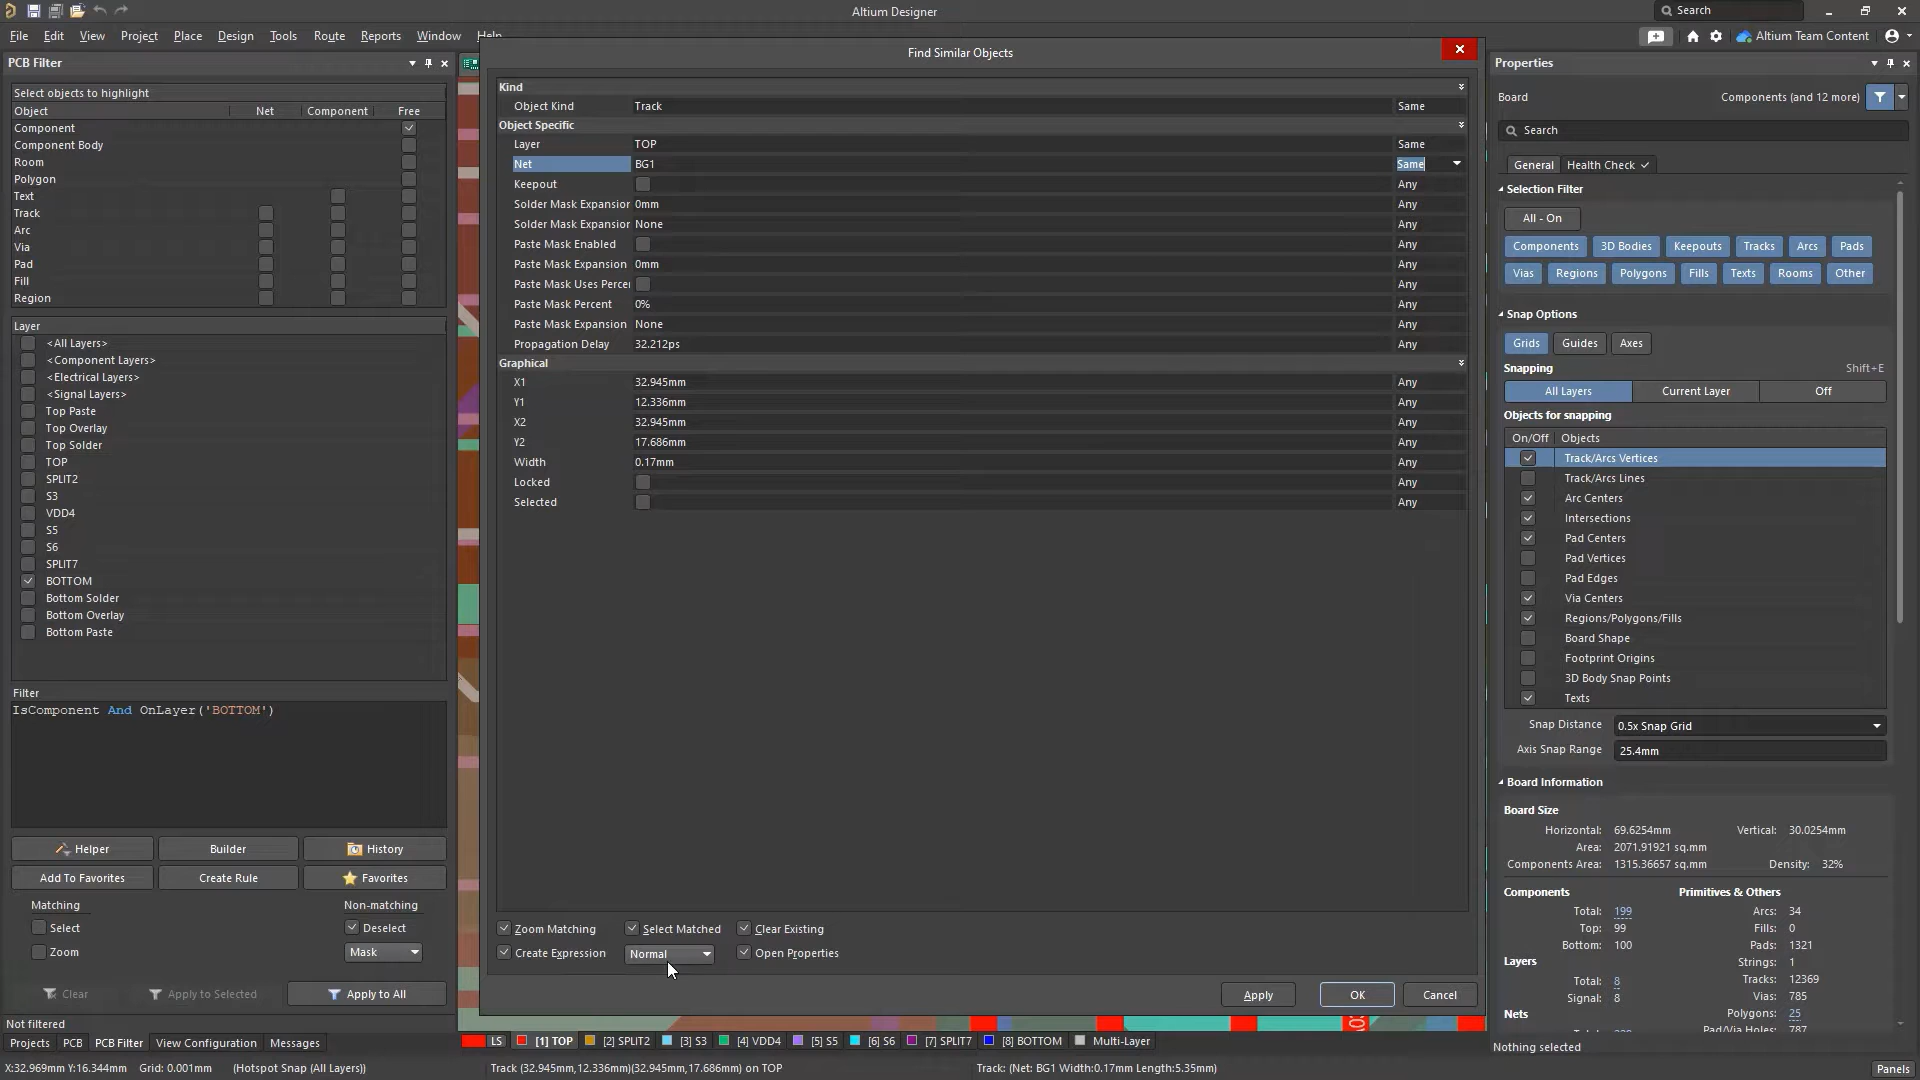 Altium Designer
Search
File Edit View Project Place Design Tools Route Reports Window Help
Altium Team Content
PCB Filter
Select objects to highlight
Object Net Component Free
Component
Component Body
Room
Polygon
Text
Track
Arc
Via
Pad
Fill
Region
Layer
<All Layers>
<Component Layers>
<Electrical Layers>
<Signal Layers>
Top Paste
Top Overlay
Top Solder
TOP
SPLIT2
S3
VDD4
S5
S6
SPLIT7
BOTTOM
Bottom Solder
Bottom Overlay
Bottom Paste
Filter
IsComponent And OnLayer('BOTTOM')
Helper Builder History
Add To Favorites Create Rule Favorites
Matching Non-matching
Select Deselect
Zoom Mask
Clear Apply to Selected Apply to All
Not filtered
Projects PCB PCB Filter View Configuration Messages
Find Similar Objects
Kind
Object Kind Track Same
Object Specific
Layer TOP Same
Net BG1 Same
Keepout Any
Solder Mask Expansior 0mm Any
Solder Mask Expansior None Any
Paste Mask Enabled Any
Paste Mask Expansion 0mm Any
Paste Mask Uses Percer Any
Paste Mask Percent 0% Any
Paste Mask Expansion None Any
Propagation Delay 32.212ps Any
Graphical
X1 32.945mm Any
Y1 12.336mm Any
X2 32.945mm Any
Y2 17.686mm Any
Width 0.17mm Any
Locked Any
Selected Any
Zoom Matching Select Matched Clear Existing
Create Expression Normal Open Properties
Apply OK Cancel
LS [1] TOP [2] SPLIT2 [3] S3 [4] VDD4 [5] S5 [6] S6 [7] SPLIT7 [8] BOTTOM Multi-Layer
Properties
Board Components (and 12 more)
Search
General Health Check
Selection Filter
All - On
Components 3D Bodies Keepouts Tracks Arcs Pads
Vias Regions Polygons Fills Texts Rooms Other
Snap Options
Grids Guides Axes
Snapping Shift+E
All Layers Current Layer Off
Objects for snapping
On/Off Objects
Track/Arcs Vertices
Track/Arcs Lines
Arc Centers
Intersections
Pad Centers
Pad Vertices
Pad Edges
Via Centers
Regions/Polygons/Fills
Board Shape
Footprint Origins
3D Body Snap Points
Texts
Snap Distance 0.5x Snap Grid
Axis Snap Range 25.4mm
Board Information
Board Size
Horizontal: 69.6254mm Vertical: 30.0254mm
Area: 2071.91921 sq.mm
Components Area: 1315.36657 sq.mm Density: 32%
Components Primitives & Others
Total: 199 Arcs: 34
Top: 99 Fills: 0
Bottom: 100 Pads: 1321
Layers Strings: 1
Total: 8 Tracks: 12369
Signal: 8 Vias: 785
Nets Polygons: 25
Pad/Via Holes: 787
Nothing selected
X:32.969mm Y:16.344mm Grid: 0.001mm (Hotspot Snap (All Layers)) Track (32.945mm,12.336mm)(32.945mm,17.686mm) on TOP Track: (Net: BG1 Width:0.17mm Length:5.35mm) Panels